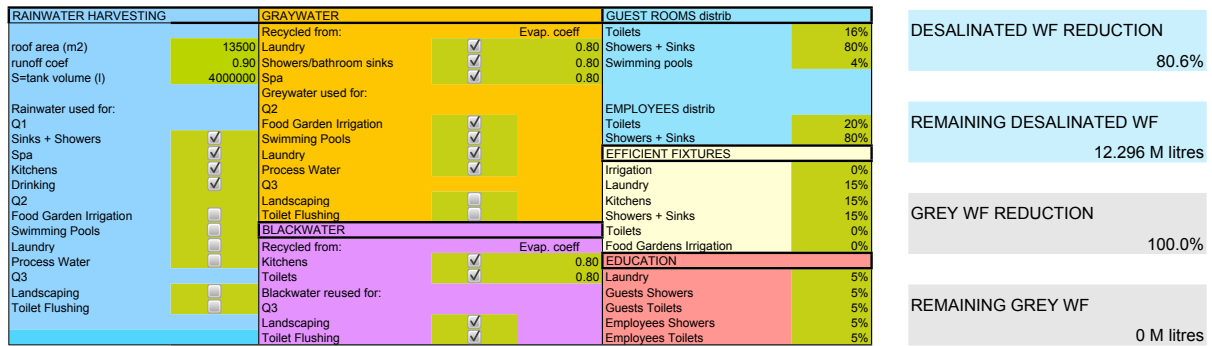 RAINWATER HARVESTING
roof area (m2) 13500
runoff coef 0.90
S=tank volume (l) 4000000
Rainwater used for:
Q1
Sinks + Showers
Spa
Kitchens
Drinking
Q2
Food Garden Irrigation
Swimming Pools
Laundry
Process Water
Q3
Landscaping
Toilet Flushing
GRAYWATER
Recycled from: Evap. coeff
Laundry 0.80
Showers/bathroom sinks 0.80
Spa 0.80
Greywater used for:
Q2
Food Garden Irrigation
Swimming Pools
Laundry
Process Water
Q3
Landscaping
Toilet Flushing
BLACKWATER
Recycled from: Evap. coeff
Kitchens 0.80
Toilets 0.80
Blackwater reused for:
Q3
Landscaping
Toilet Flushing
GUEST ROOMS distrib
Toilets 16%
Showers + Sinks 80%
Swimming pools 4%
EMPLOYEES distrib
Toilets 20%
Showers + Sinks 80%
EFFICIENT FIXTURES
Irrigation 0%
Laundry 15%
Kitchens 15%
Showers + Sinks 15%
Toilets 0%
Food Gardens Irrigation 0%
EDUCATION
Laundry 5%
Guests Showers 5%
Guests Toilets 5%
Employees Showers 5%
Employees Toilets 5%
DESALINATED WF REDUCTION
80.6%
REMAINING DESALINATED WF
12.296 M litres
GREY WF REDUCTION
100.0%
REMAINING GREY WF
0 M litres